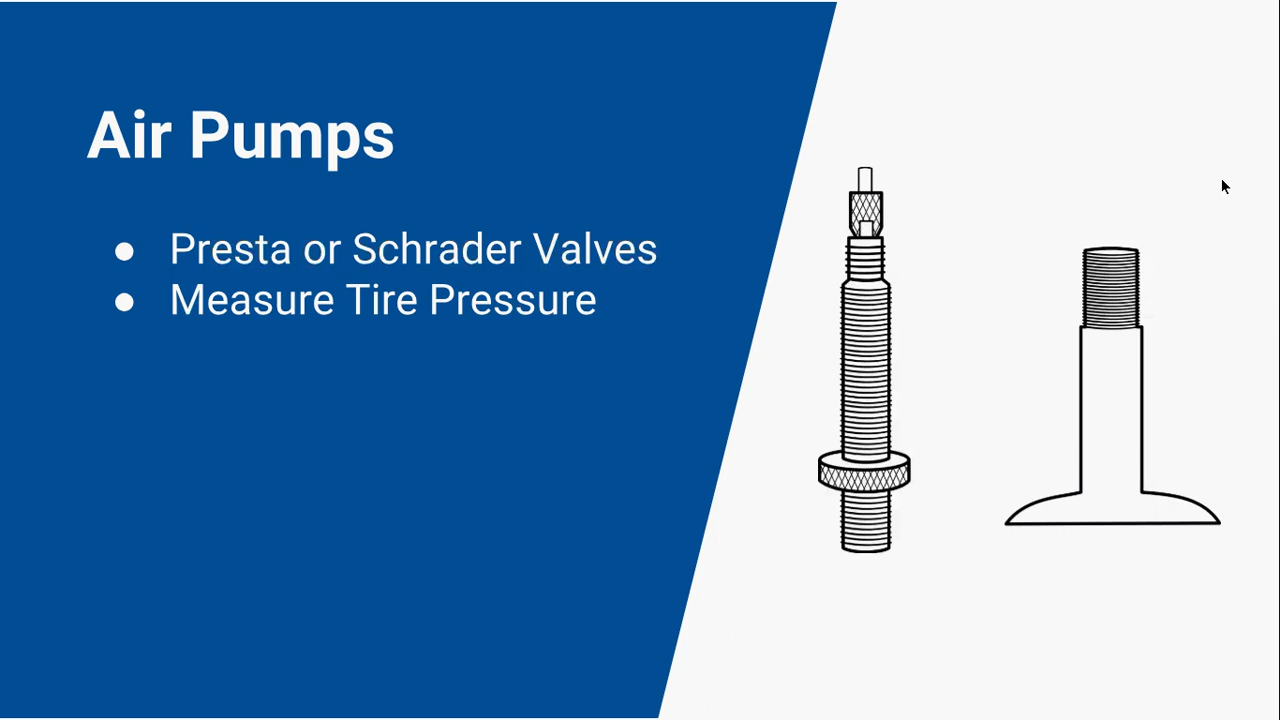 Air Pumps
● Presta or Schrader Valves
● Measure Tire Pressure